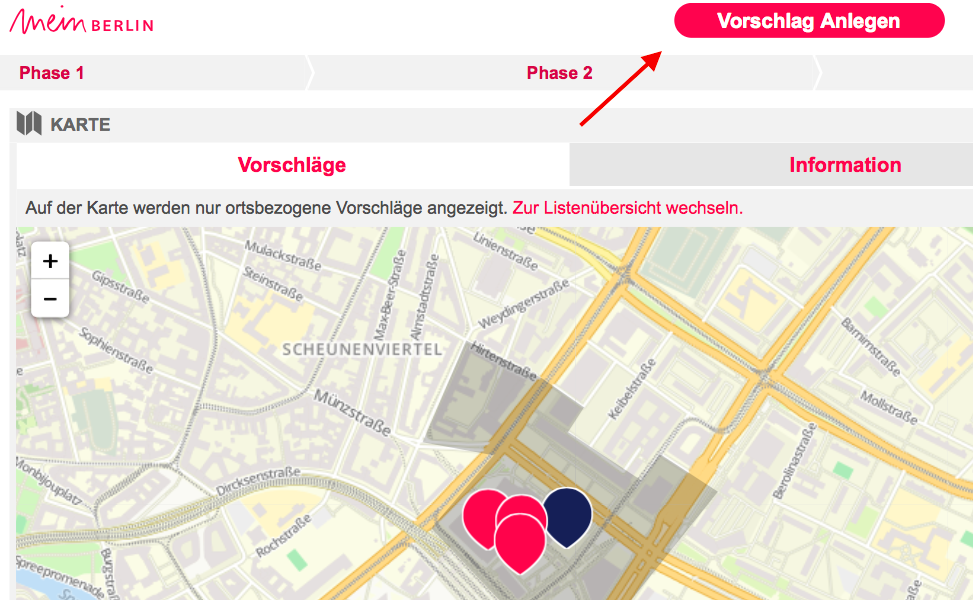 Mein BERLIN
Vorschlag Anlegen
Phase 1
Phase 2
KARTE
Vorschläge
Information
Auf der Karte werden nur ortsbezogene Vorschläge angezeigt. Zur Listenübersicht wechseln.
+
−
Mulackstraße
Linienstraße
Gipsstraße
Steinstraße
Max-Beer-Straße
Almstadtstraße
Weydingerstraße
Sophienstraße
SCHEUNENVIERTEL
Hirtenstraße
Barnimstraße
Keibelstraße
Mollstraße
Münzstraße
Berolinastraße
Monbijouplatz
Dircksenstraße
Rochstraße
Spreepromenade
Burgstraß